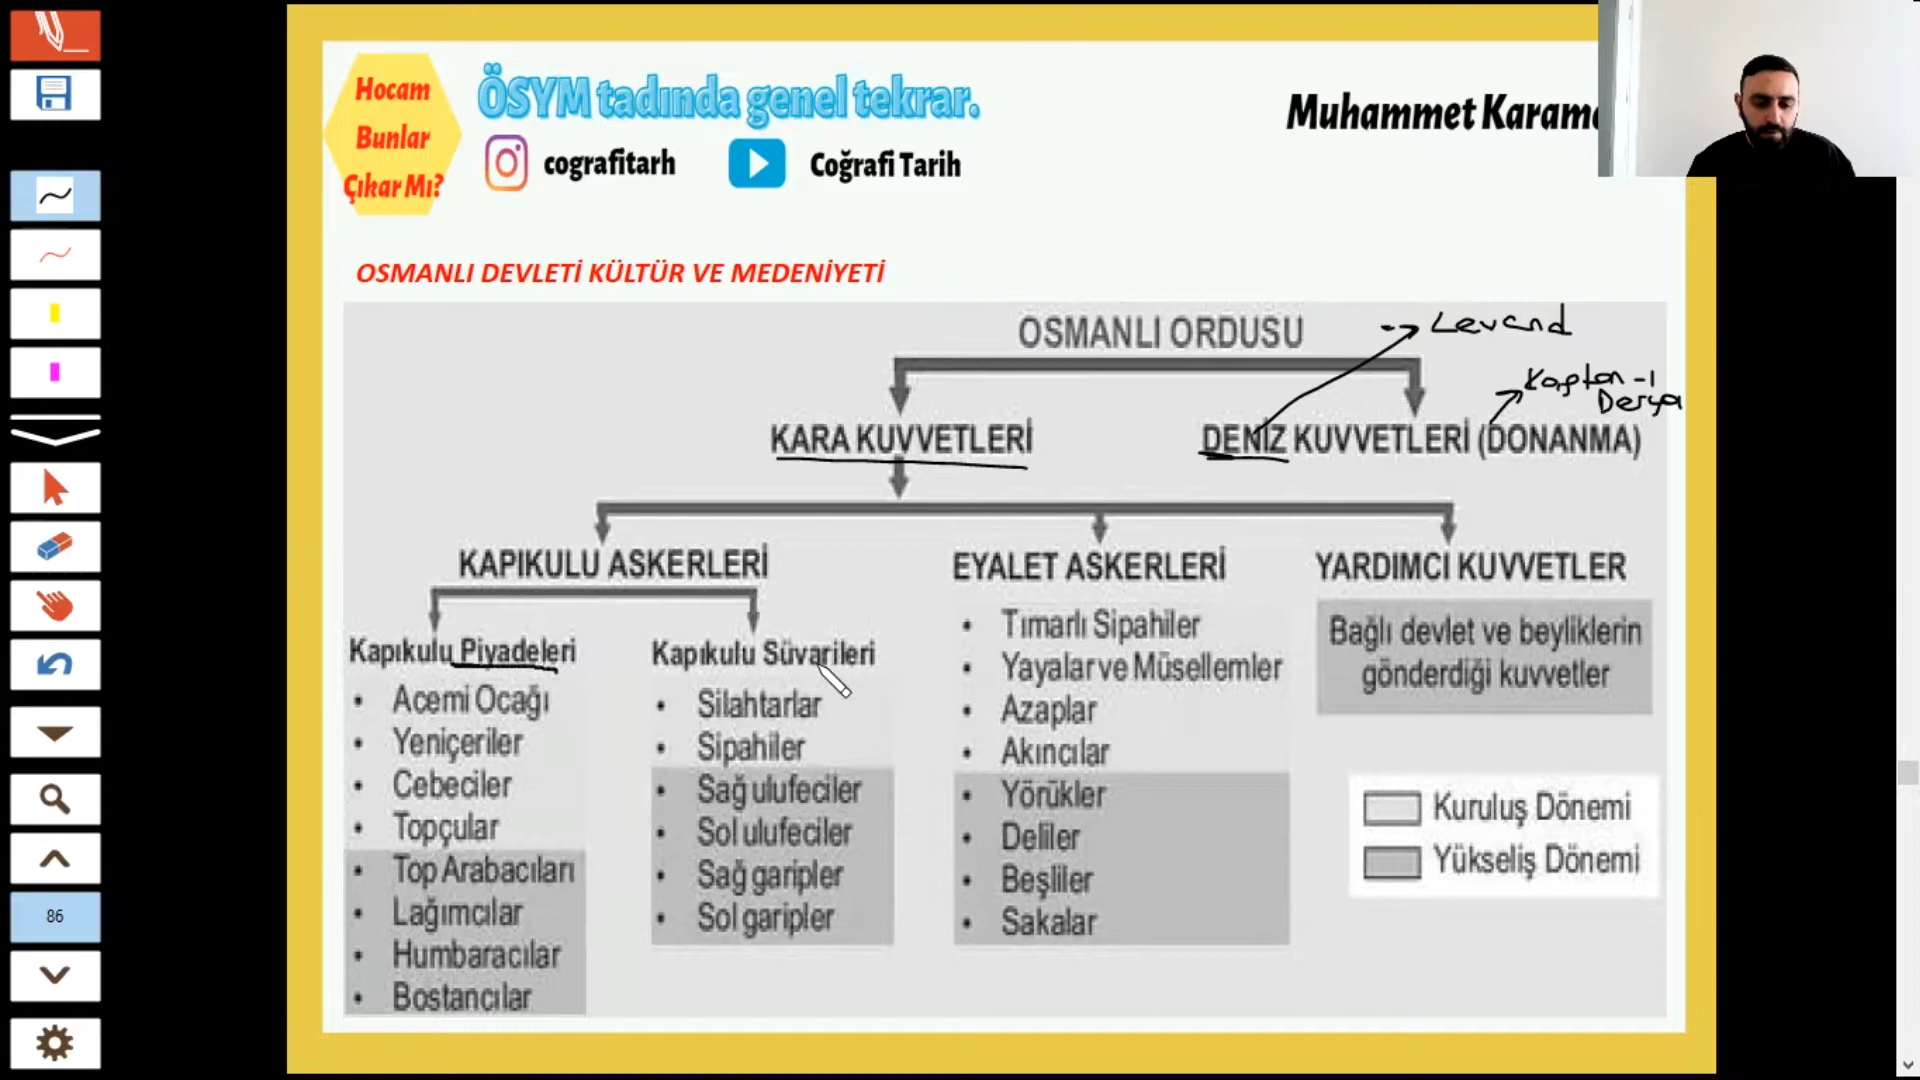 Hocam
Bunlar
Çıkar Mı?
ÖSYM tadında genel tekrar.
cografitarh
Coğrafi Tarih
Muhammet Karama
OSMANLI DEVLETİ KÜLTÜR VE MEDENİYETİ
OSMANLI ORDUSU
Levend
Kaptan-ı
Derya
KARA KUVVETLERİ
DENİZ KUVVETLERİ (DONANMA)
KAPIKULU ASKERLERİ
EYALET ASKERLERİ
YARDIMCI KUVVETLER
Kapıkulu Piyadeleri
• Acemi Ocağı
• Yeniçeriler
• Cebeciler
• Topçular
• Top Arabacıları
• Lağımcılar
• Humbaracılar
• Bostancılar
Kapıkulu Süvarileri
• Silahtarlar
• Sipahiler
• Sağ ulufeciler
• Sol ulufeciler
• Sağ garipler
• Sol garipler
• Tımarlı Sipahiler
• Yayalar ve Müsellemler
• Azaplar
• Akıncılar
• Yörükler
• Deliler
• Beşliler
• Sakalar
Bağlı devlet ve beyliklerin
gönderdiği kuvvetler
Kuruluş Dönemi
Yükseliş Dönemi
86